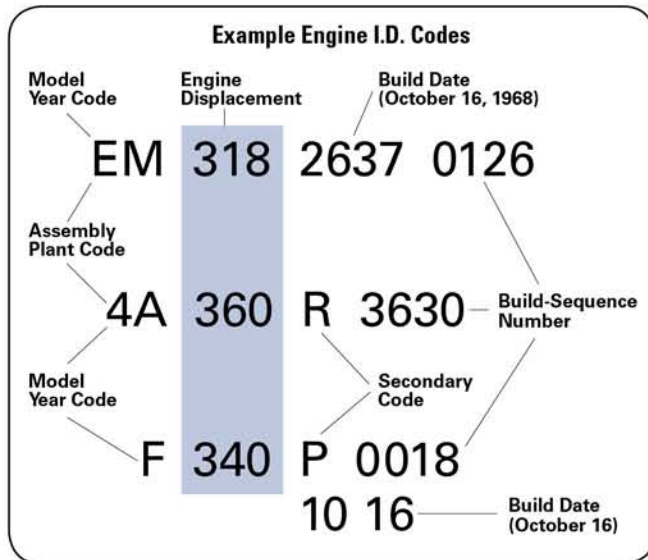 Example Engine I.D. Codes
Model
Year Code
Engine
Displacement
Build Date
(October 16, 1968)
EM 318 2637 0126
Assembly
Plant Code
4A 360 R 3630
Build-Sequence
Number
Model
Year Code
Secondary
Code
F 340 P 0018
10 16
Build Date
(October 16)